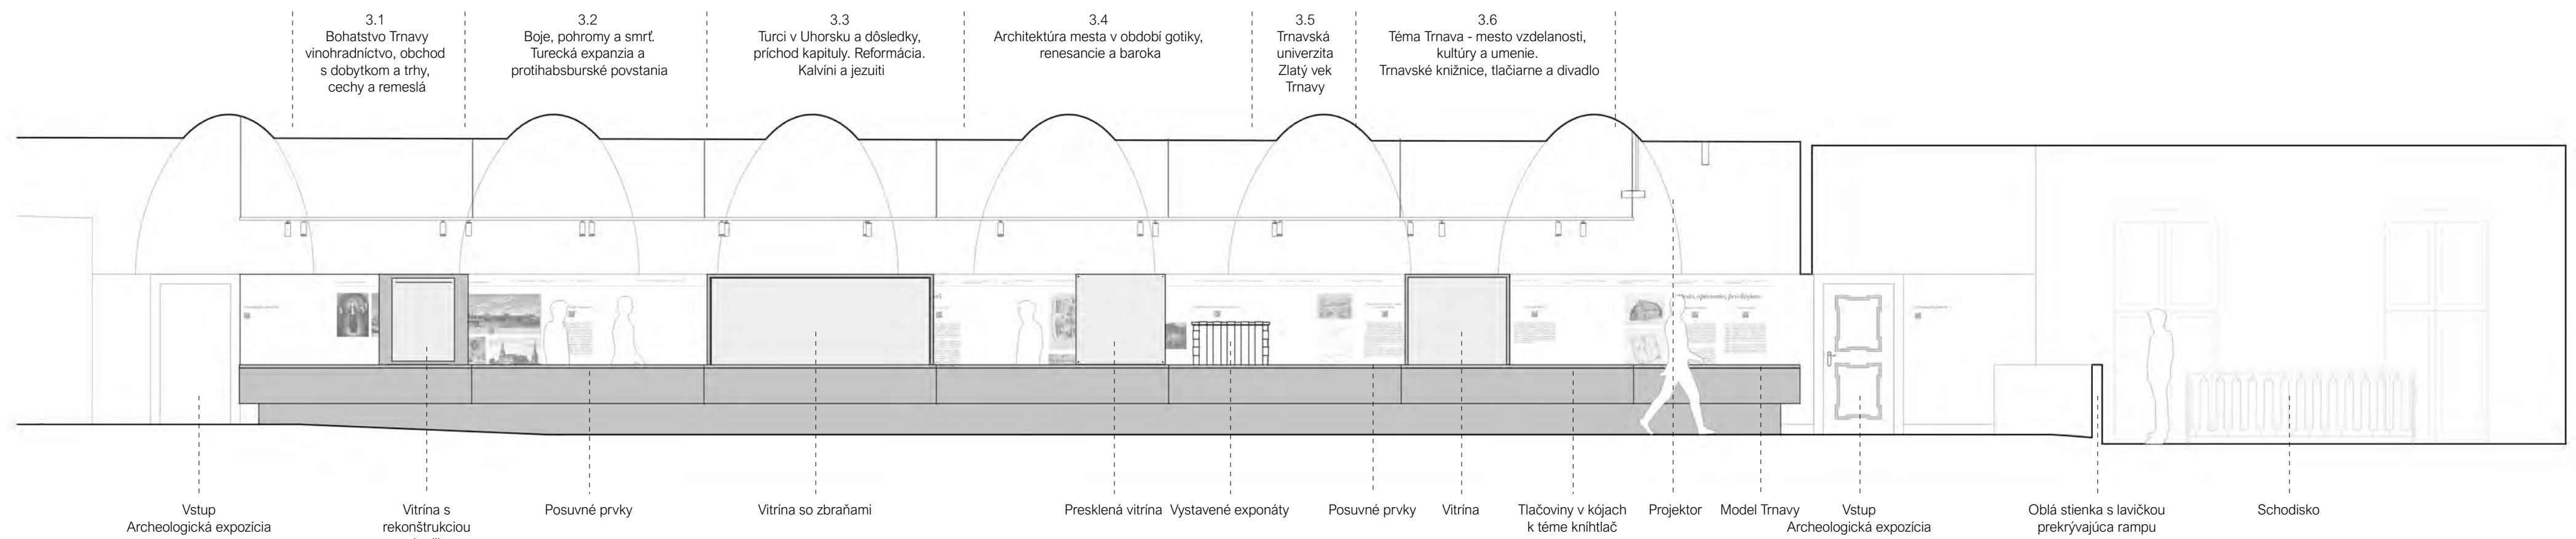 3.1
Bohatstvo Trnavy
vinohradníctvo, obchod
s dobytkom a trhy,
cechy a remeslá
3.2
Boje, pohromy a smrť.
Turecká expanzia a
protihabsburské povstania
3.3
Turci v Uhorsku a dôsledky,
príchod kapituly. Reformácia.
Kalvíni a jezuiti
3.4
Architektúra mesta v období gotiky,
renesancie a baroka
3.5
Trnavská
univerzita
Zlatý vek
Trnavy
3.6
Téma Trnava - mesto vzdelanosti,
kultúry a umenie.
Trnavské knižnice, tlačiarne a divadlo
Vstup
Archeologická expozícia
Vitrína s
rekonštrukciou
Posuvné prvky
Vitrína so zbraňami
Presklená vitrína
Vystavené exponáty
Posuvné prvky
Vitrína
Tlačoviny v kójach
k téme kníhtlač
Projektor
Model Trnavy
Vstup
Archeologická expozícia
Oblá stienka s lavičkou
prekrývajúca rampu
Schodisko